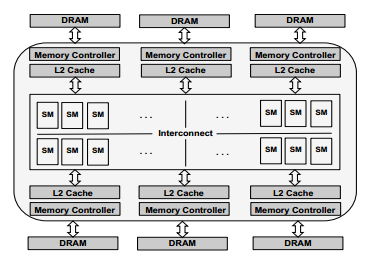 DRAM DRAM DRAM
Memory Controller Memory Controller Memory Controller
L2 Cache L2 Cache L2 Cache
SM SM SM ... ... SM SM SM
Interconnect
SM SM SM ... ... SM SM SM
L2 Cache L2 Cache L2 Cache
Memory Controller Memory Controller Memory Controller
DRAM DRAM DRAM